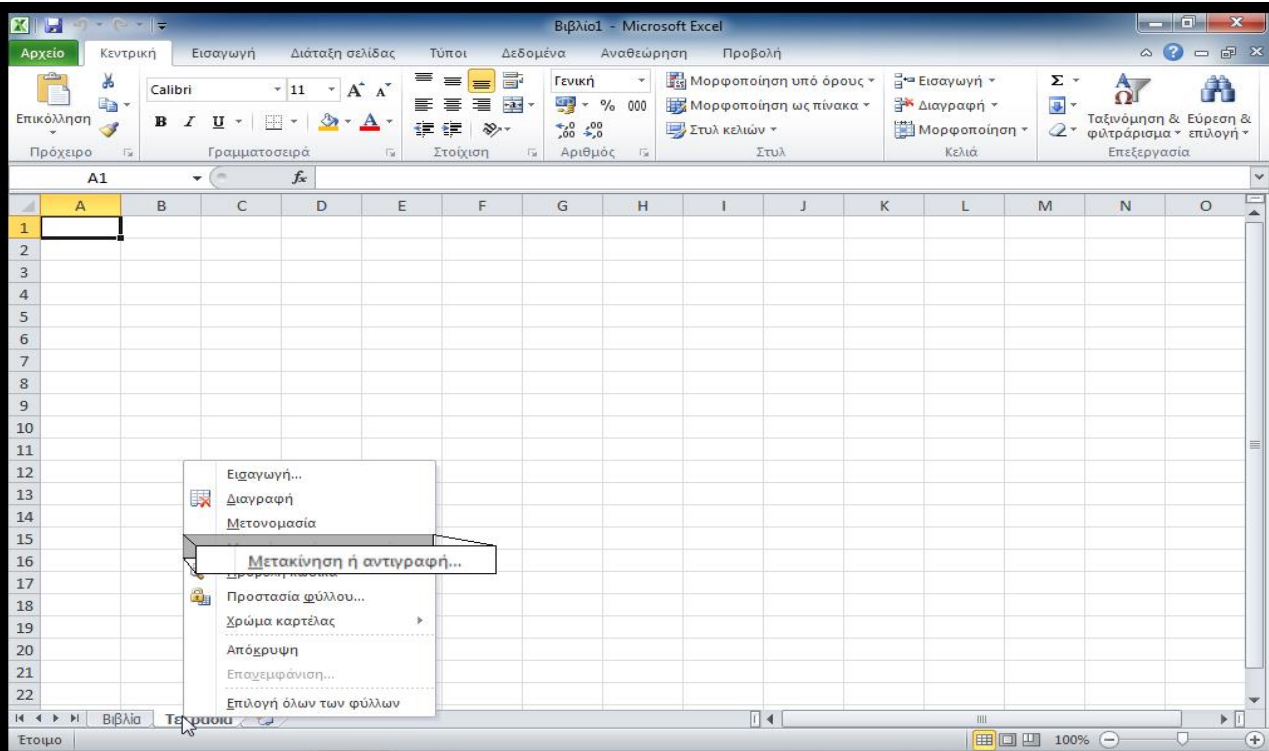 Βιβλίο1 - Microsoft Excel
Αρχείο Κεντρική Εισαγωγή Διάταξη σελίδας Τύποι Δεδομένα Αναθεώρηση Προβολή
Επικόλληση
Calibri 11
B I U
A A
Γενική
% 000
Μορφοποίηση υπό όρους
Μορφοποίηση ως πίνακα
Στυλ κελιών
Εισαγωγή
Διαγραφή
Μορφοποίηση
Σ
Ταξινόμηση & φιλτράρισμα
Εύρεση & επιλογή
Πρόχειρο Γραμματοσειρά Στοίχιση Αριθμός Στυλ Κελιά Επεξεργασία
A1 fx
A B C D E F G H I J K L M N O
1
2
3
4
5
6
7
8
9
10
11
12
13
14
15
16
17
18
19
20
21
22
Εισαγωγή...
Διαγραφή
Μετονομασία
Μετακίνηση ή αντιγραφή...
Προστασία φύλλου...
Χρώμα καρτέλας
Απόκρυψη
Επανεμφάνιση...
Επιλογή όλων των φύλλων
Βιβλία
Έτοιμο 100%